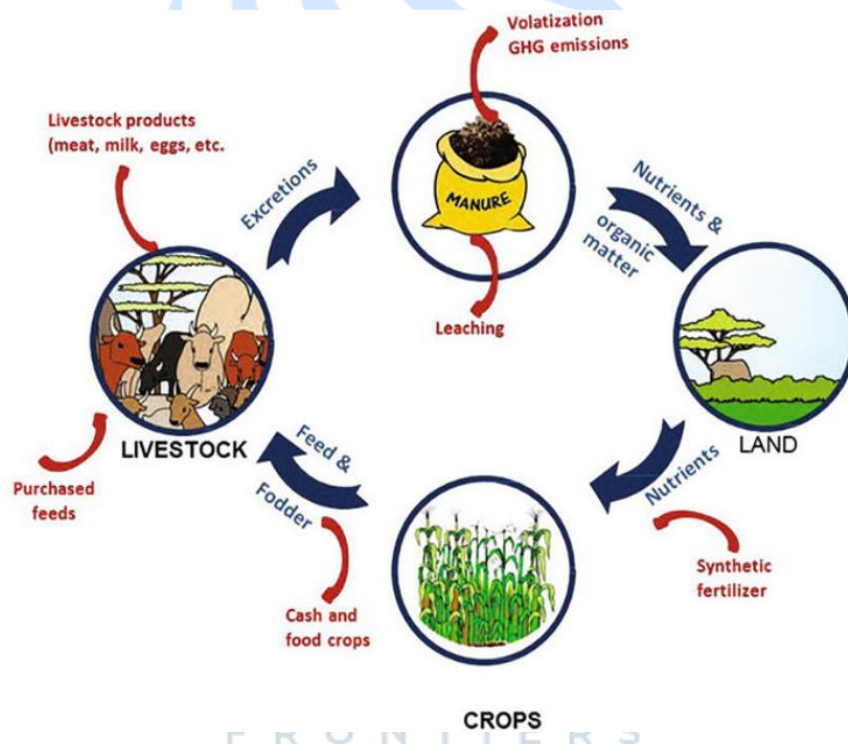 Volatization
GHG emissions
Livestock products
(meat, milk, eggs, etc.
Excretions
MANURE
Nutrients &
organic
matter
Leaching
LIVESTOCK
LAND
Feed &
Fodder
Nutrients
Purchased
feeds
Synthetic
fertilizer
Cash and
food crops
CROPS
FRONTIERS